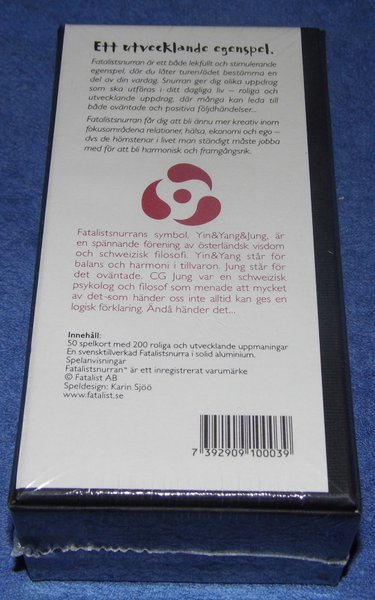 Ett utvecklande egenspel.
Fatalistsnurran är ett både lekfullt och stimulerande
egenspel, där du låter turen/ödet bestämma en
del av din vardag. Snurran ger dig olika uppdrag
som ska utföras i ditt dagliga liv – roliga och
utvecklande uppdrag, där många kan leda till
både oväntade och positiva följdhändelser...
Fatalistsnurran får dig att bli ännu mer kreativ inom
fokusområdena relationer, hälsa, ekonomi och ego –
dvs de hörnstenar i livet man ständigt måste jobba
med för att bli harmonisk och framgångsrik.
Fatalistsnurrans symbol, Yin&Yang&Jung, är
en spännande förening av österländsk visdom
och schweizisk filosofi. Yin&Yang står för
balans och harmoni i tillvaron. Jung står för
det oväntade. CG Jung var en schweizisk
psykolog och filosof som menade att mycket
av det som händer oss inte alltid kan ges en
logisk förklaring. Ändå händer det...
Innehåll:
50 spelkort med 200 roliga och utvecklande uppmaningar
En svensktillverkad Fatalistsnurra i solid aluminium.
Spelanvisningar
Fatalistsnurran™ är ett inregistrerat varumärke
© Fatalist AB
Speldesign: Karin Sjöö
www.fatalist.se
7 392909 100039